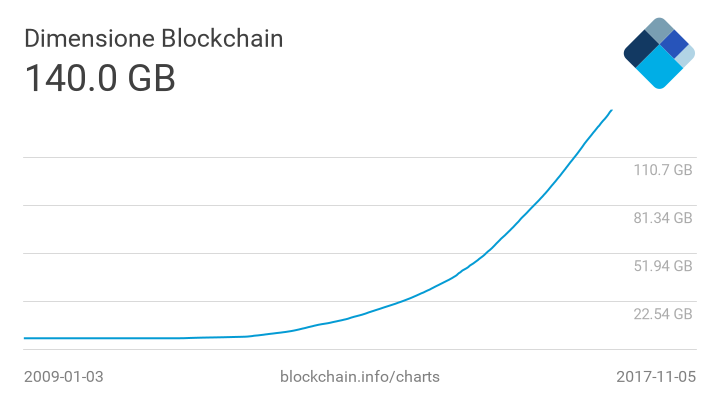 Dimensione Blockchain
140.0 GB
110.7 GB
81.34 GB
51.94 GB
22.54 GB
2009-01-03
blockchain.info/charts
2017-11-05